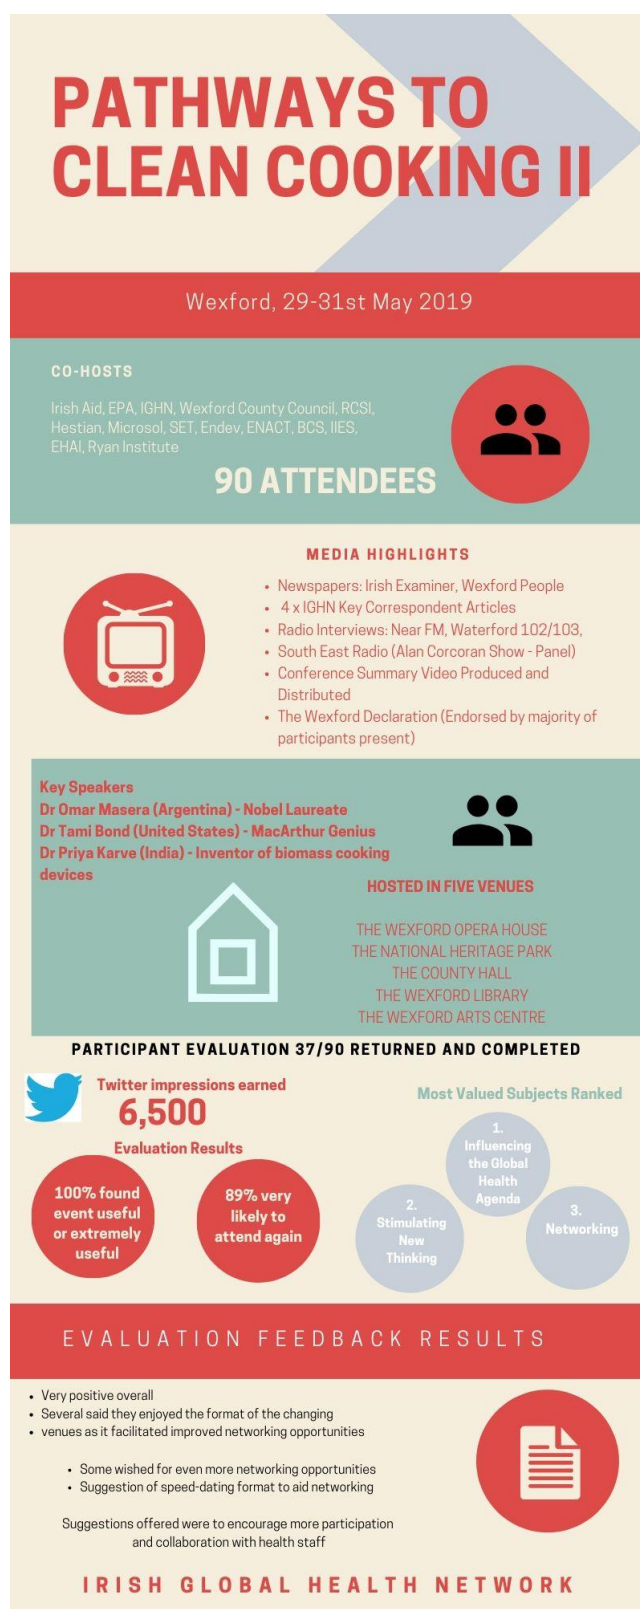 PATHWAYS TO
CLEAN COOKING II
Wexford, 29-31st May 2019
CO-HOSTS
Irish Aid, EPA, IGHN, Wexford County Council, RCSI,
Hestian, Microsol, SET, Endev, ENACT, BCS, IIES,
EHAI, Ryan Institute
90 ATTENDEES
MEDIA HIGHLIGHTS
• Newspapers: Irish Examiner, Wexford People
• 4 x IGHN Key Correspondent Articles
• Radio Interviews: Near FM, Waterford 102/103,
• South East Radio (Alan Corcoran Show - Panel)
• Conference Summary Video Produced and
Distributed
• The Wexford Declaration (Endorsed by majority of
participants present)
Key Speakers
Dr Omar Masera (Argentina) - Nobel Laureate
Dr Tami Bond (United States) - MacArthur Genius
Dr Priya Karve (India) - Inventor of biomass cooking
devices
HOSTED IN FIVE VENUES
THE WEXFORD OPERA HOUSE
THE NATIONAL HERITAGE PARK
THE COUNTY HALL
THE WEXFORD LIBRARY
THE WEXFORD ARTS CENTRE
PARTICIPANT EVALUATION 37/90 RETURNED AND COMPLETED
Twitter impressions earned
6,500
Evaluation Results
100% found
event useful
or extremely
useful
89% very
likely to
attend again
Most Valued Subjects Ranked
1.
Influencing
the Global
Health
Agenda
2.
Stimulating
New
Thinking
3.
Networking
EVALUATION FEEDBACK RESULTS
• Very positive overall
• Several said they enjoyed the format of the changing
• venues as it facilitated improved networking opportunities
• Some wished for even more networking opportunities
• Suggestion of speed-dating format to aid networking
Suggestions offered were to encourage more participation
and collaboration with health staff
IRISH GLOBAL HEALTH NETWORK